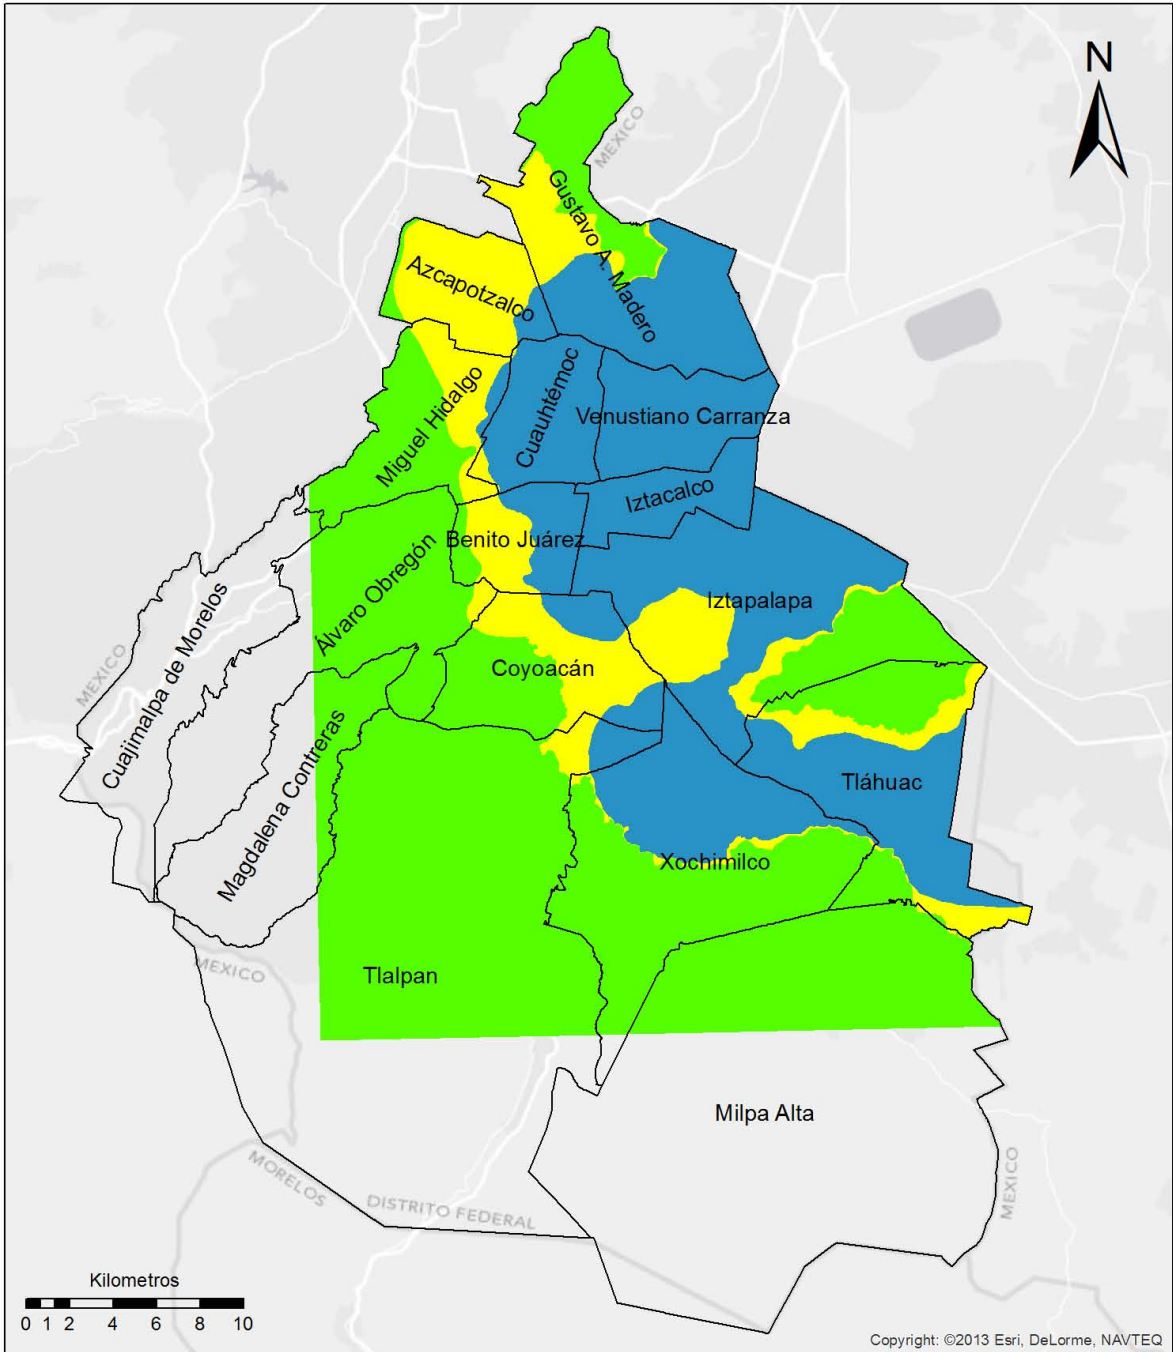 N
MEXICO
Gustavo A. Madero
Azcapotzalco
Miguel Hidalgo
Cuauhtémoc
Venustiano Carranza
Iztacalco
Benito Juárez
Álvaro Obregón
Iztapalapa
Cuajimalpa de Morelos
MEXICO
Coyoacán
Magdalena Contreras
Tláhuac
Xochimilco
MEXICO
Tlalpan
Milpa Alta
MORELOS
DISTRITO FEDERAL
MEXICO
Kilometros
0 1 2 4 6 8 10
Copyright: ©2013 Esri, DeLorme, NAVTEQ